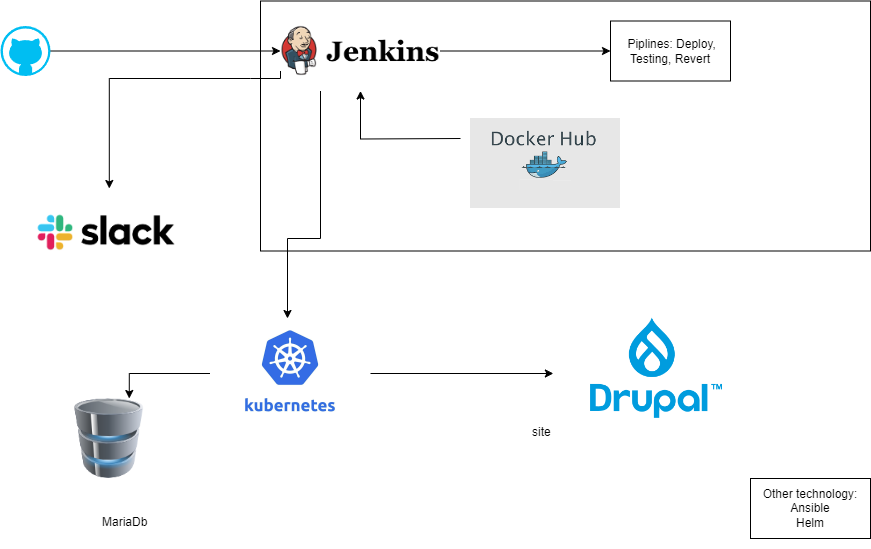 Jenkins
Piplines: Deploy,
Testing, Revert
Docker Hub
slack
kubernetes
Drupal™
site
MariaDb
Other technology:
Ansible
Helm